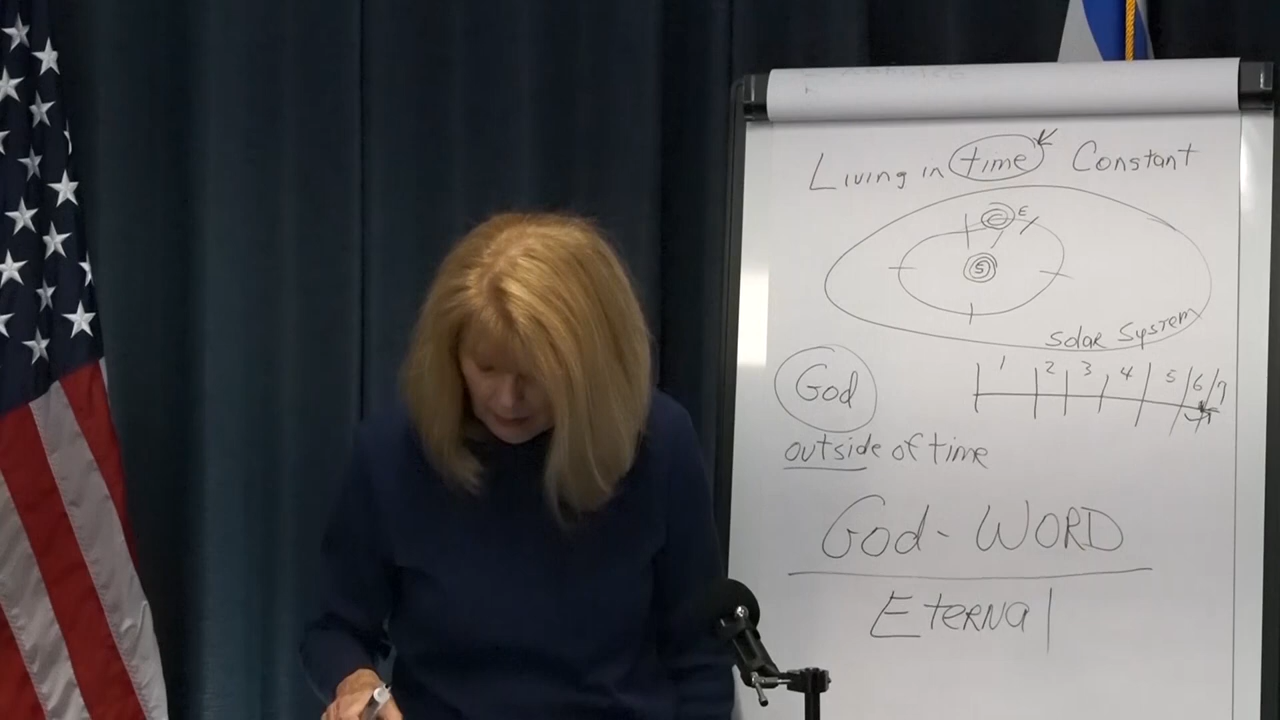 Living in time Constant
E
S
Solar System
1 2 3 4 5 6 7
God
outside of time
God - WORD
Eternal